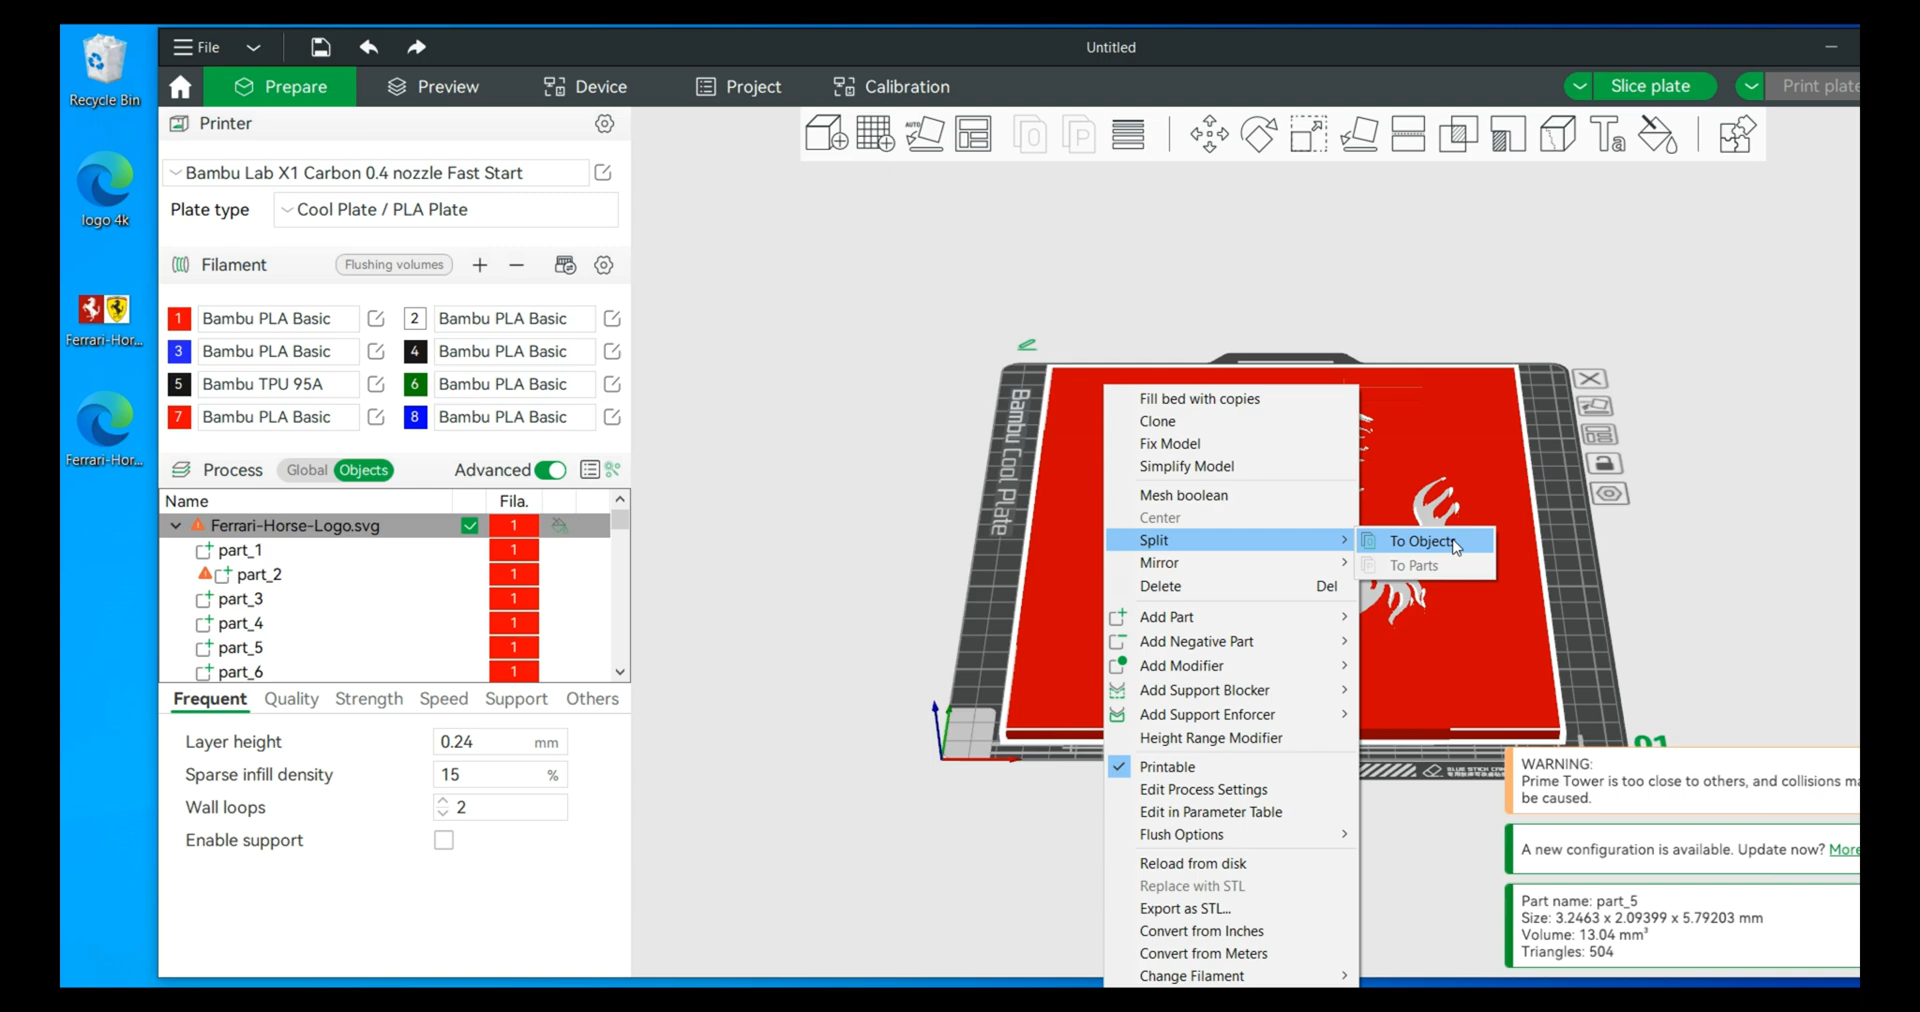 Recycle Bin
logo 4k
Ferrari-Hor...
Ferrari-Hor...
File
Untitled
Prepare
Preview
Device
Project
Calibration
Slice plate
Print plate
Printer
Bambu Lab X1 Carbon 0.4 nozzle Fast Start
Plate type
Cool Plate / PLA Plate
Filament
Flushing volumes
1 Bambu PLA Basic
2 Bambu PLA Basic
3 Bambu PLA Basic
4 Bambu PLA Basic
5 Bambu TPU 95A
6 Bambu PLA Basic
7 Bambu PLA Basic
8 Bambu PLA Basic
Process
Global
Objects
Advanced
Name
Fila.
Ferrari-Horse-Logo.svg 1
part_1 1
part_2 1
part_3 1
part_4 1
part_5 1
part_6 1
Frequent
Quality
Strength
Speed
Support
Others
Layer height 0.24 mm
Sparse infill density 15 %
Wall loops 2
Enable support
AUTO
Bambu Cool Plate
Fill bed with copies
Clone
Fix Model
Simplify Model
Mesh boolean
Center
Split
Mirror
Delete Del
Add Part
Add Negative Part
Add Modifier
Add Support Blocker
Add Support Enforcer
Height Range Modifier
Printable
Edit Process Settings
Edit in Parameter Table
Flush Options
Reload from disk
Replace with STL
Export as STL...
Convert from Inches
Convert from Meters
Change Filament
To Objects
To Parts
01
WARNING:
Prime Tower is too close to others, and collisions ma
be caused.
A new configuration is available. Update now? More
Part name: part_5
Size: 3.2463 x 2.09399 x 5.79203 mm
Volume: 13.04 mm³
Triangles: 504